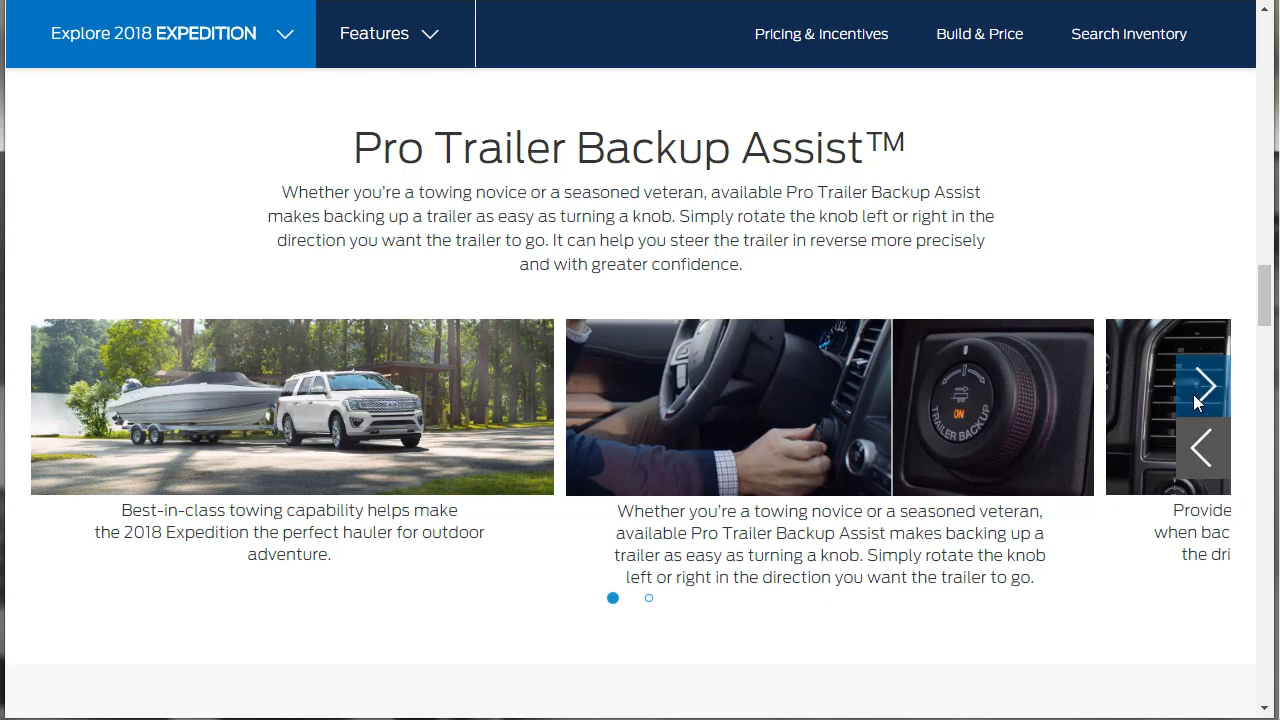 Explore 2018 EXPEDITION
Features
Pricing & Incentives
Build & Price
Search Inventory
Pro Trailer Backup Assist™
Whether you're a towing novice or a seasoned veteran, available Pro Trailer Backup Assist
makes backing up a trailer as easy as turning a knob. Simply rotate the knob left or right in the
direction you want the trailer to go. It can help you steer the trailer in reverse more precisely
and with greater confidence.
ON
TRAILER BACKUP
Best-in-class towing capability helps make
the 2018 Expedition the perfect hauler for outdoor
adventure.
Whether you're a towing novice or a seasoned veteran,
available Pro Trailer Backup Assist makes backing up a
trailer as easy as turning a knob. Simply rotate the knob
left or right in the direction you want the trailer to go.
Provide
when bac
the dri